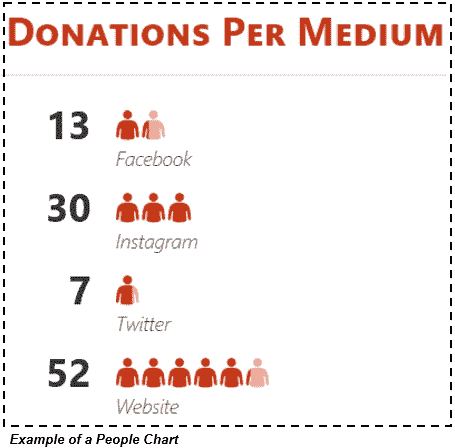 DONATIONS PER MEDIUM
13
Facebook
30
Instagram
7
Twitter
52
Website
Example of a People Chart